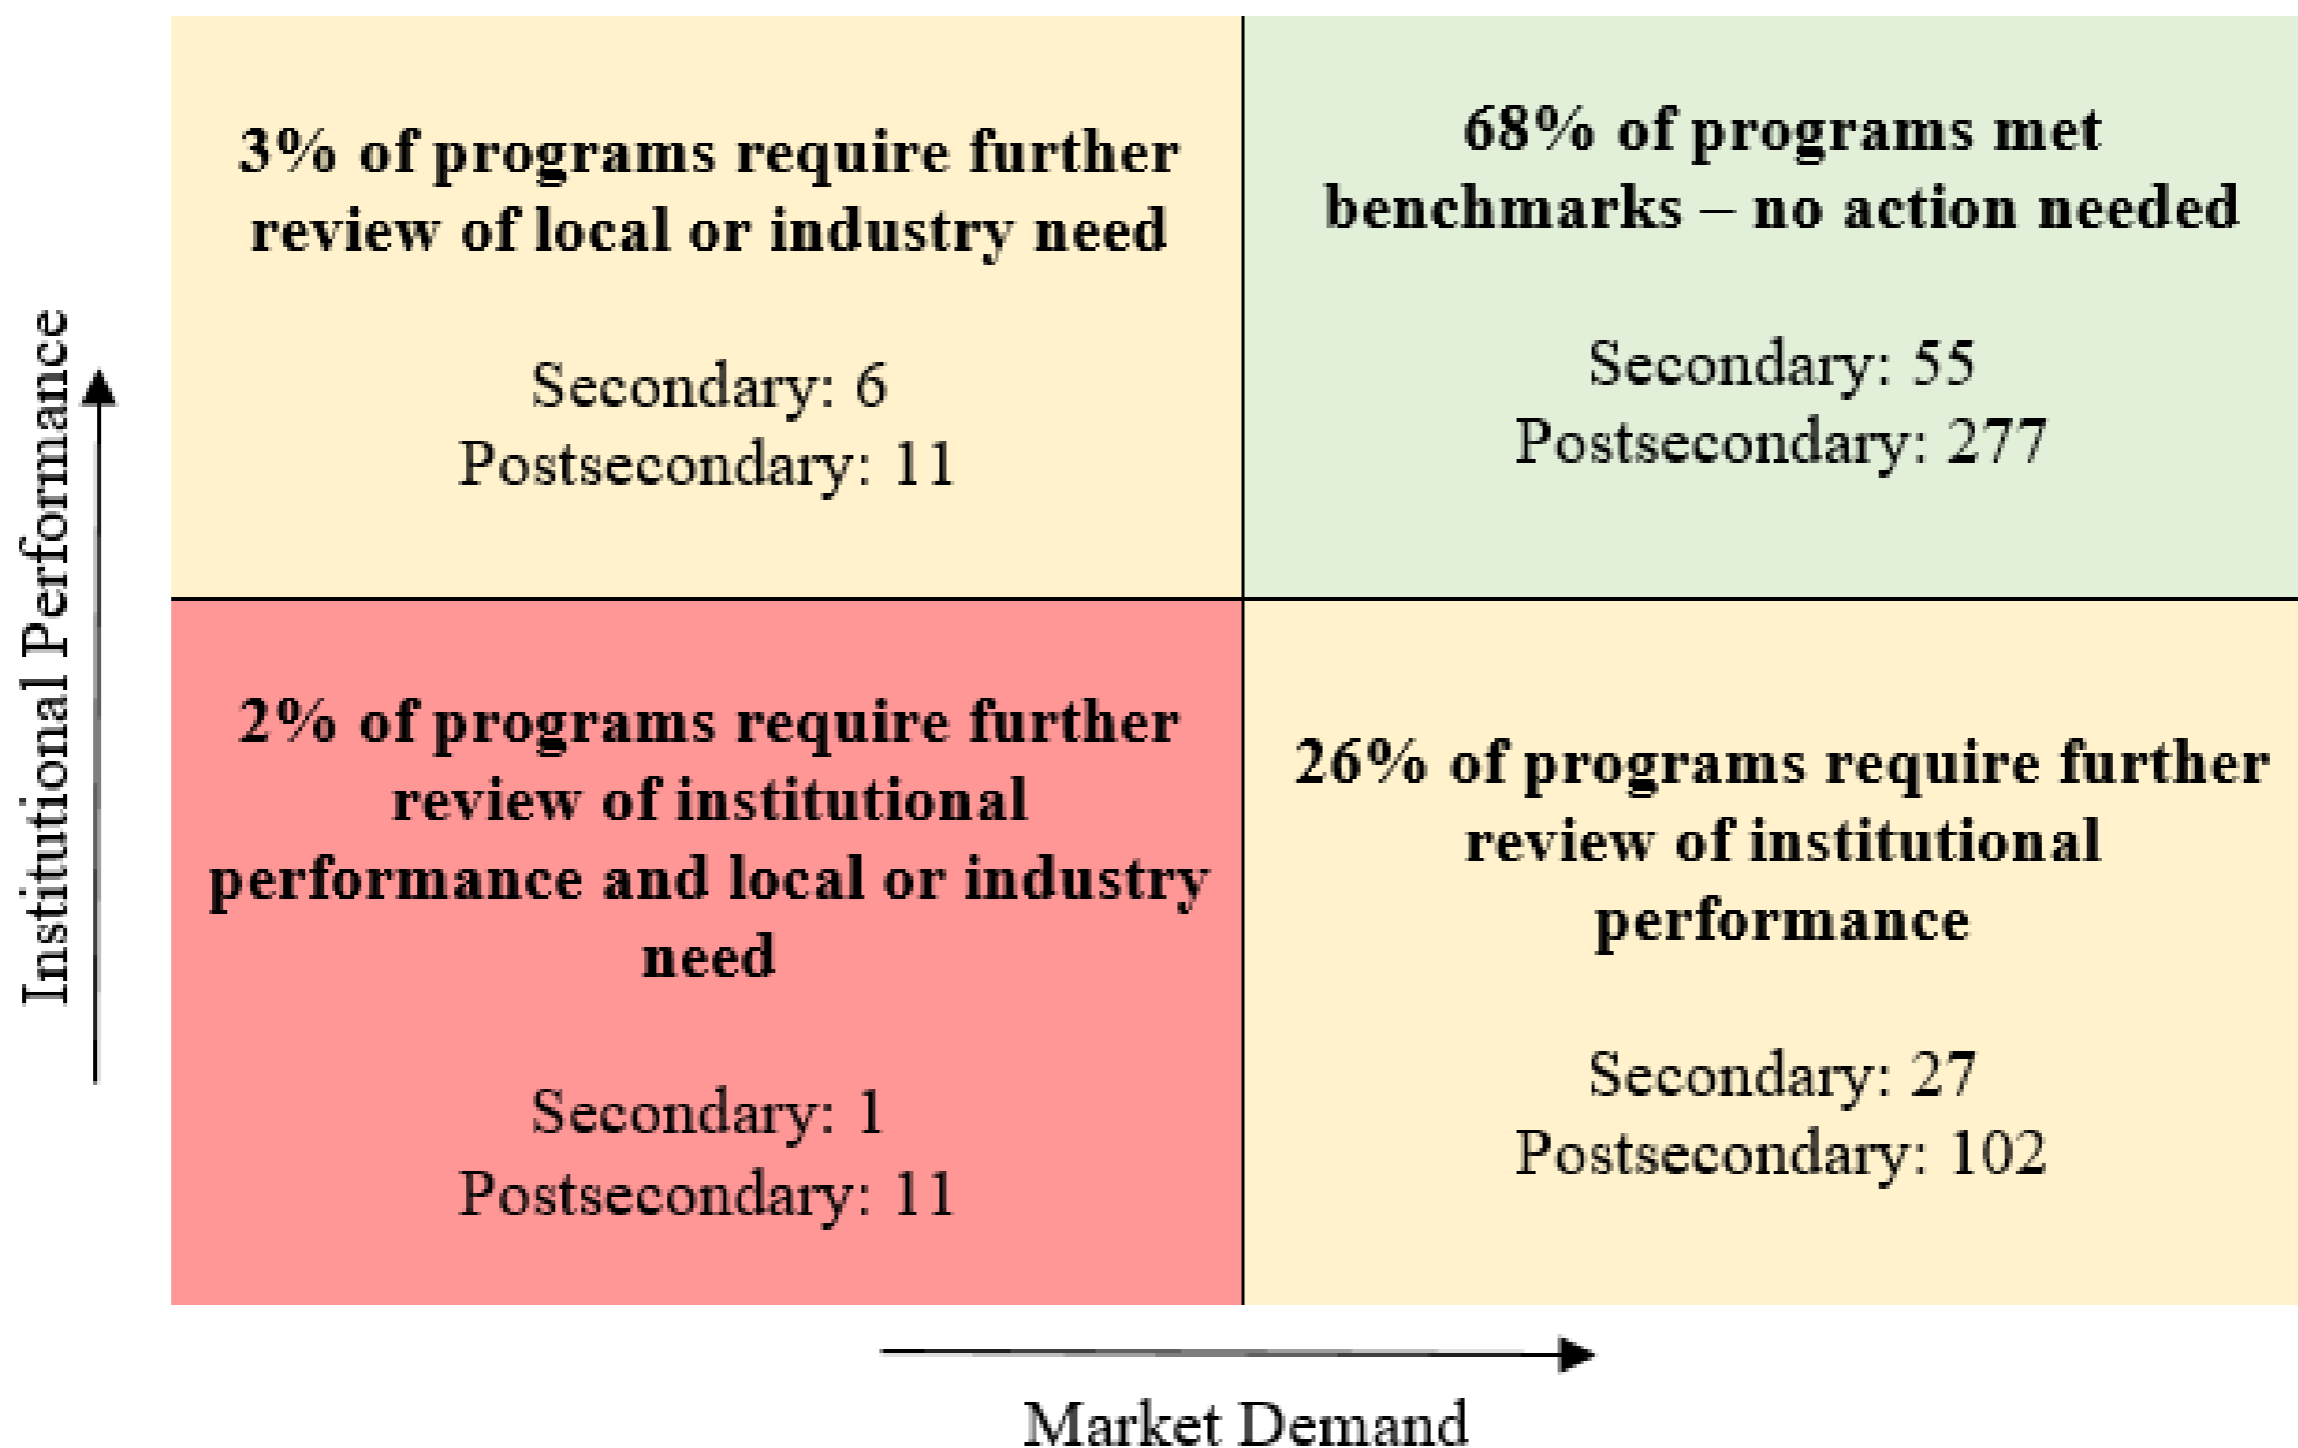 3% of programs require further
review of local or industry need
Secondary: 6
Postsecondary: 11
68% of programs met
benchmarks – no action needed
Secondary: 55
Postsecondary: 277
Institutional Performance
2% of programs require further
review of institutional
performance and local or industry
need
Secondary: 1
Postsecondary: 11
26% of programs require further
review of institutional
performance
Secondary: 27
Postsecondary: 102
Market Demand